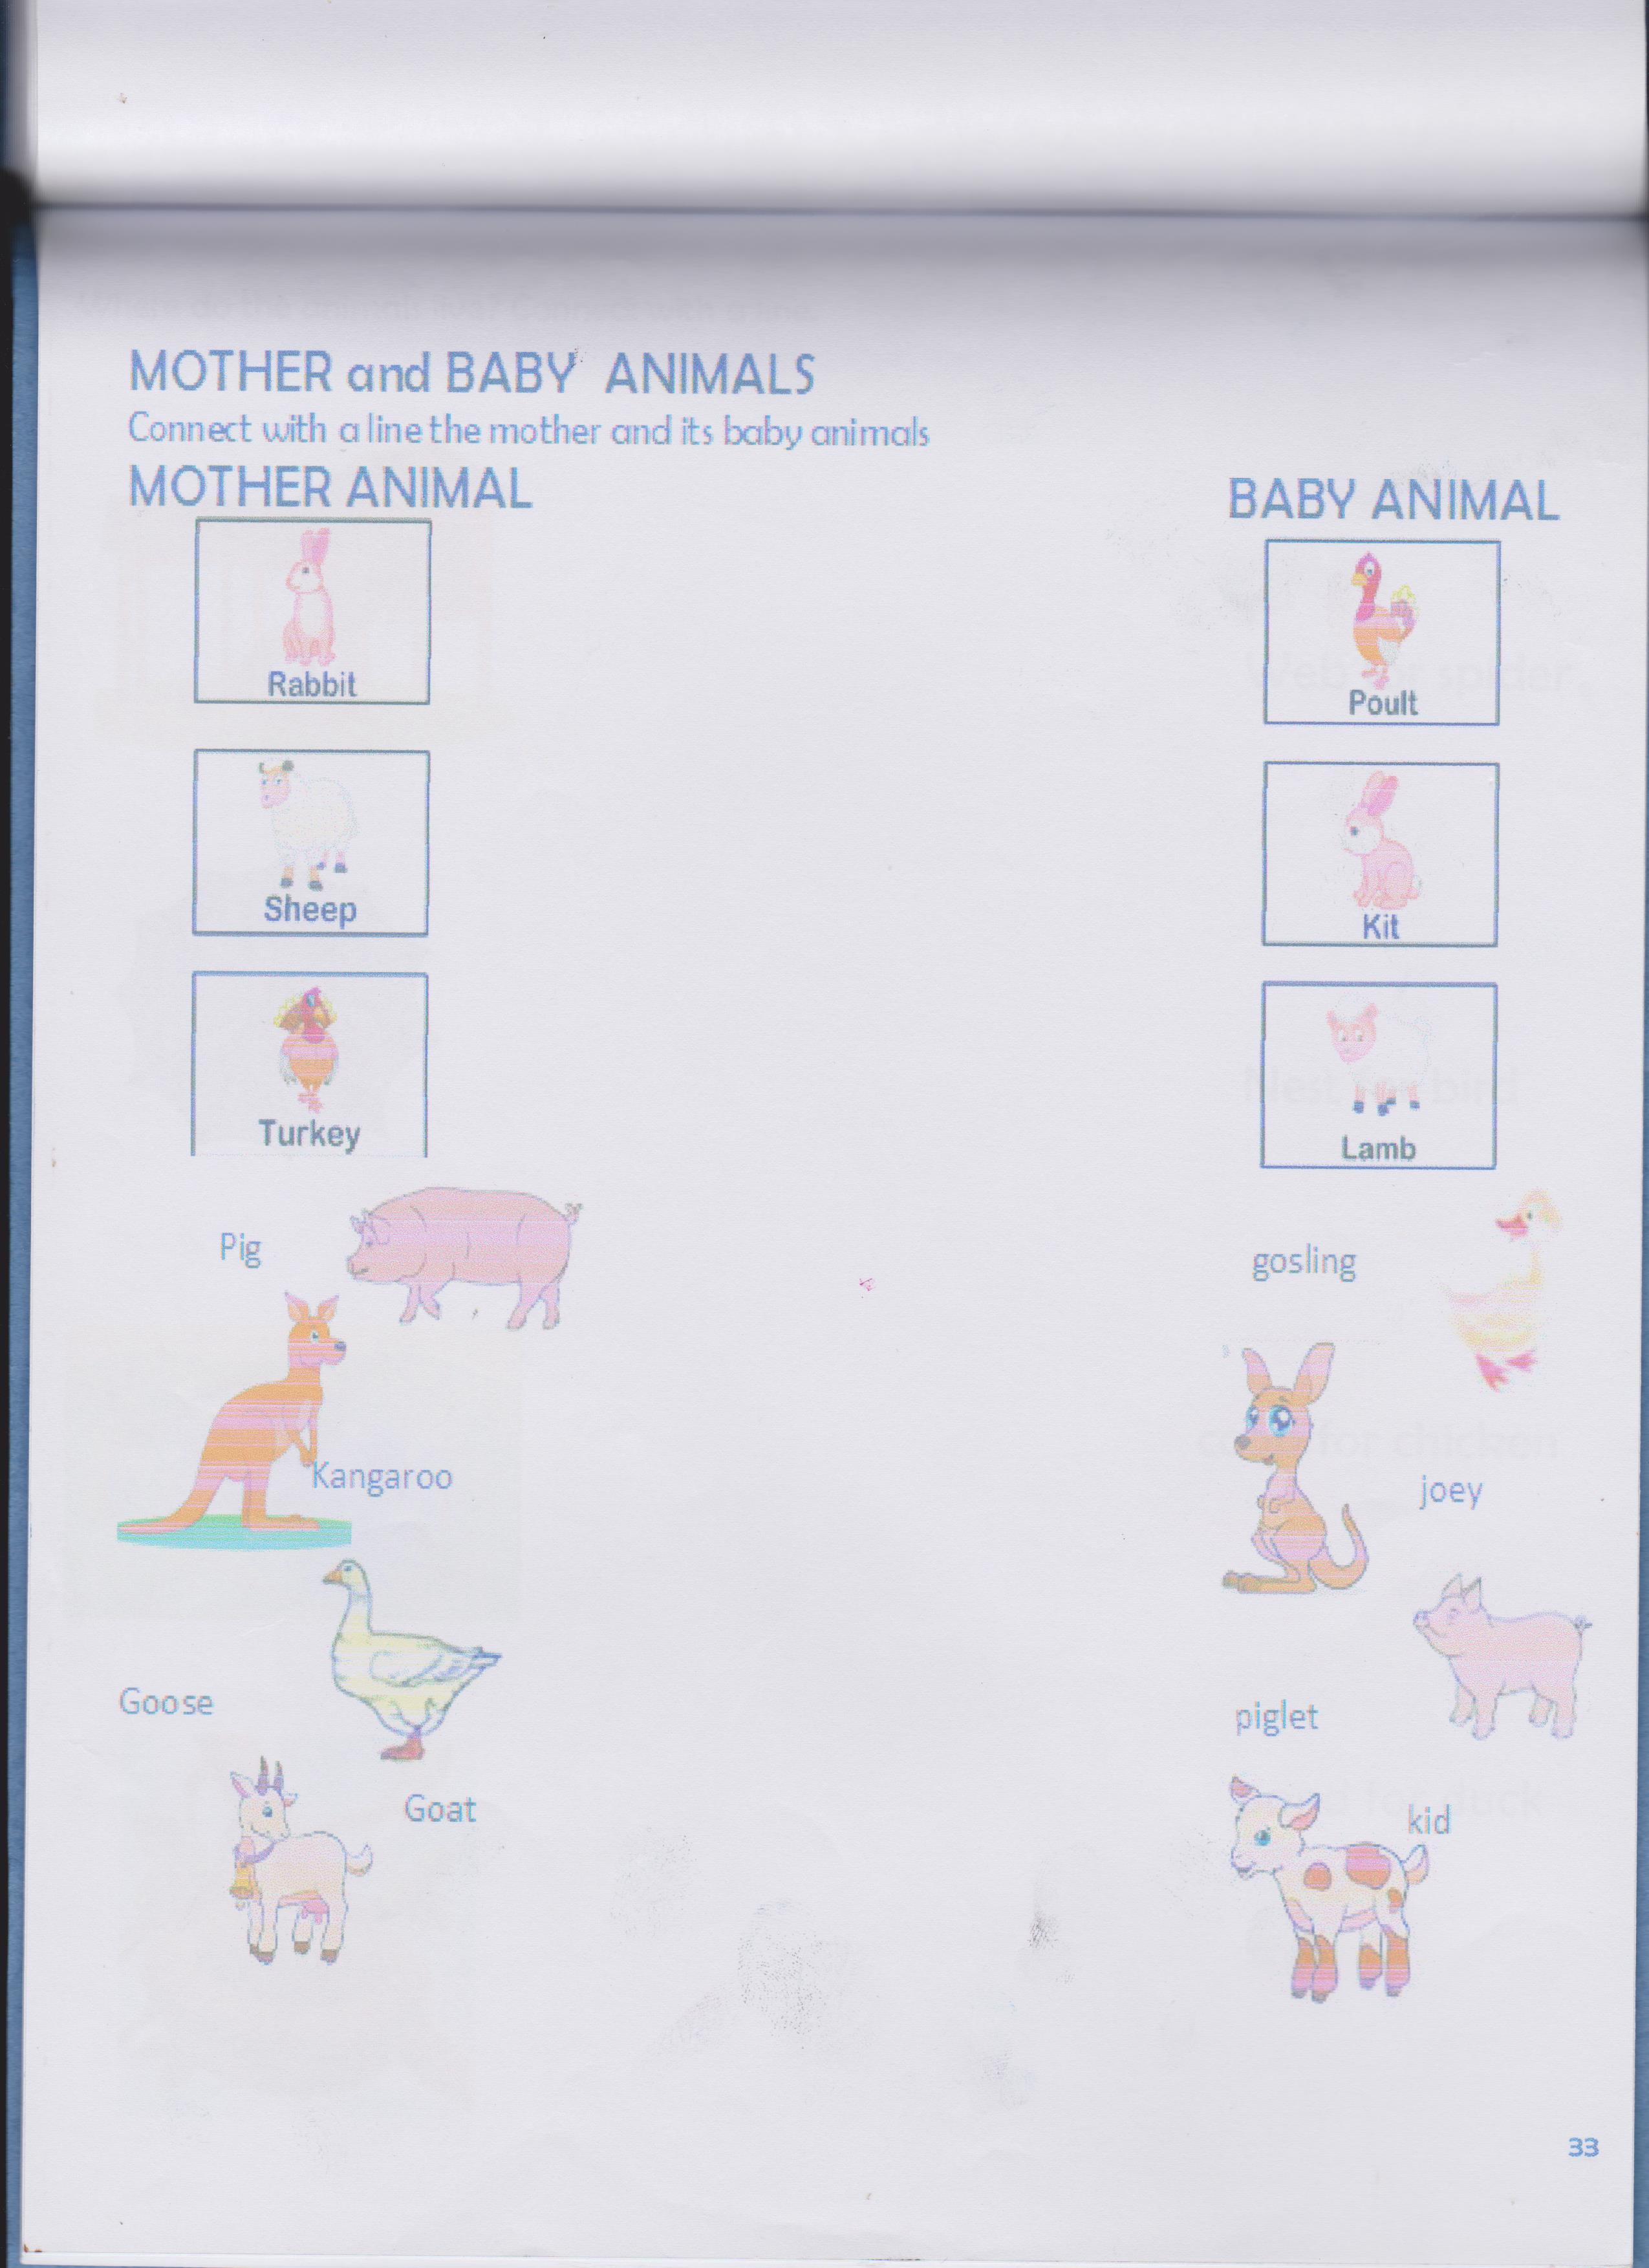 MOTHER and BABY ANIMALS
Connect with a line the mother and its baby animals
MOTHER ANIMAL
BABY ANIMAL
Rabbit
Poult
Sheep
Kit
Turkey
Lamb
Pig
gosling
Kangaroo
joey
Goose
piglet
Goat
kid
33